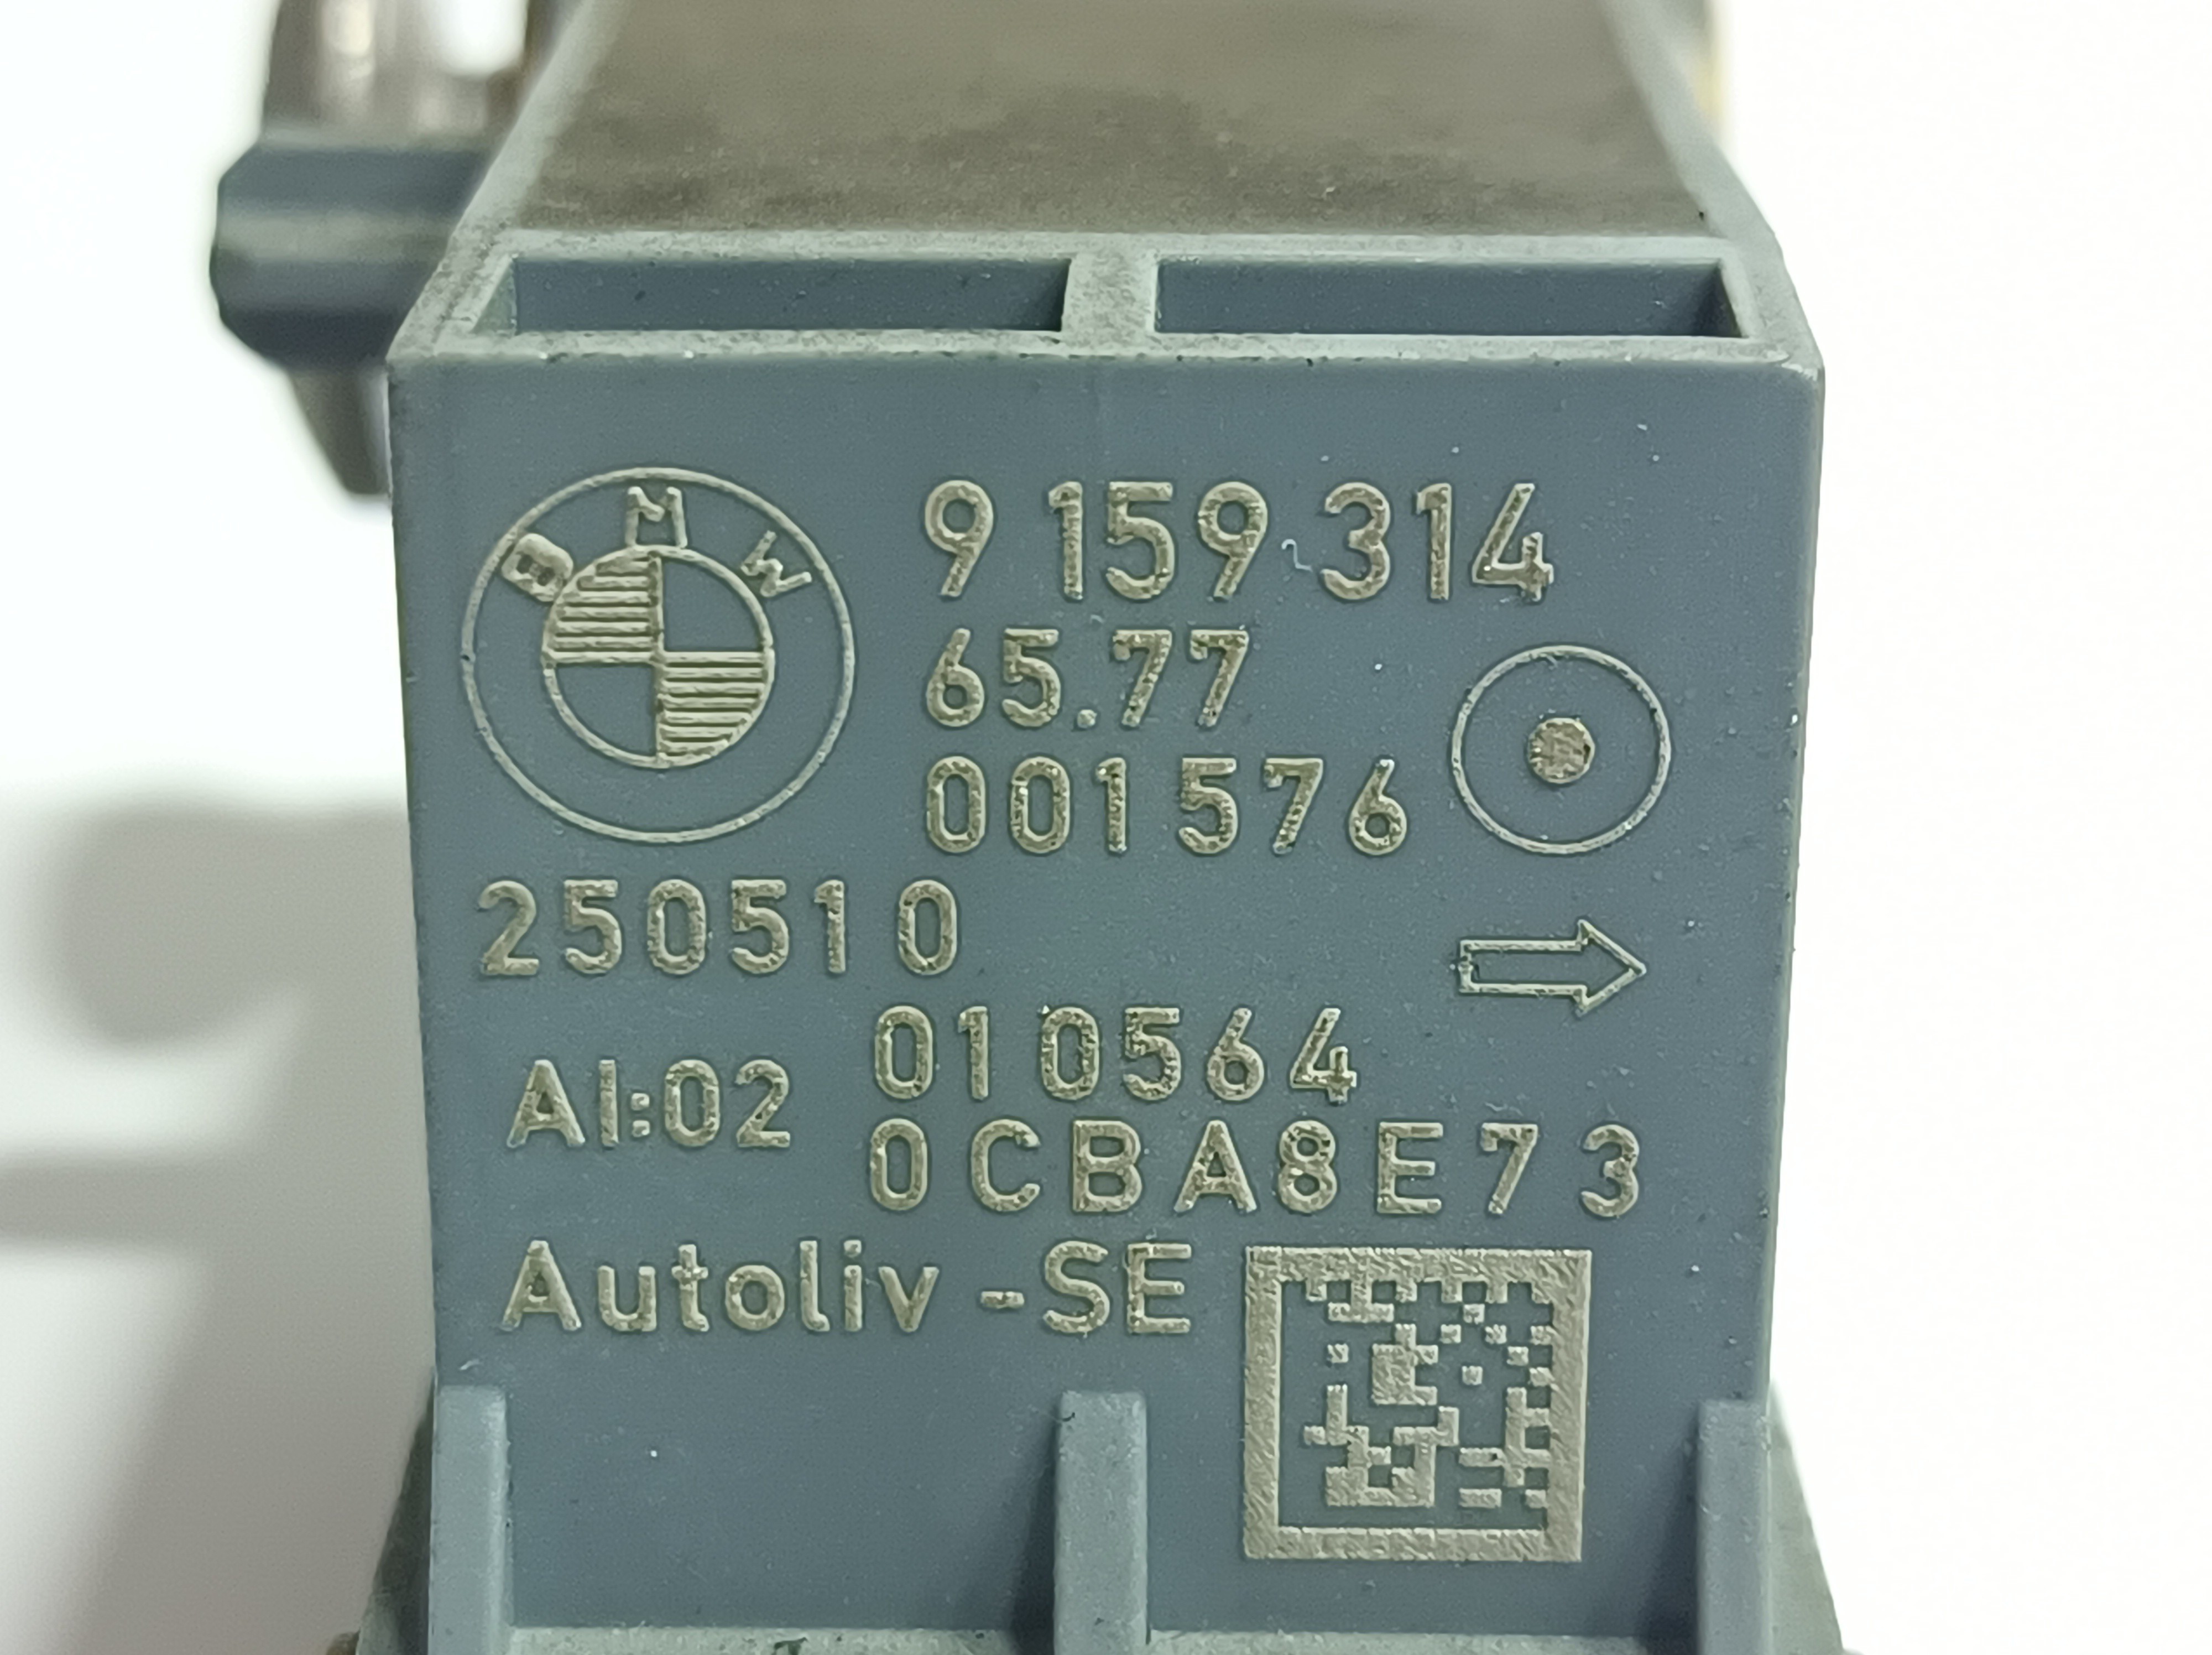 BMW
9 159 314
65.77
001576
250510
010564
AI:02
0CBA8E73
Autoliv -SE